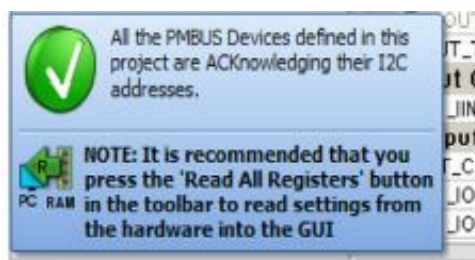 All the PMBUS Devices defined in this
project are ACKnowledging their I2C
addresses.
NOTE: It is recommended that you
press the 'Read All Registers' button
in the toolbar to read settings from
the hardware into the GUI
R
PC RAM